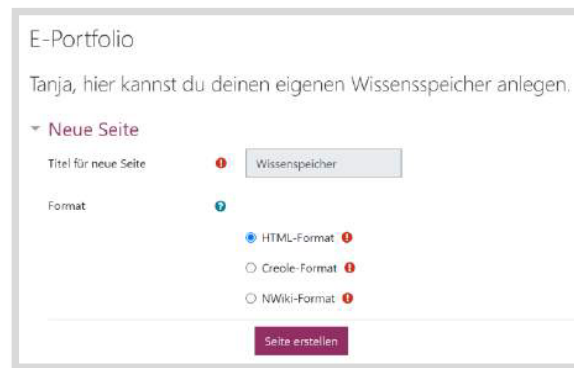 E-Portfolio
Tanja, hier kannst du deinen eigenen Wissensspeicher anlegen.
Neue Seite
Titel für neue Seite
Wissenspeicher
Format
HTML-Format
Creole-Format
NWiki-Format
Seite erstellen